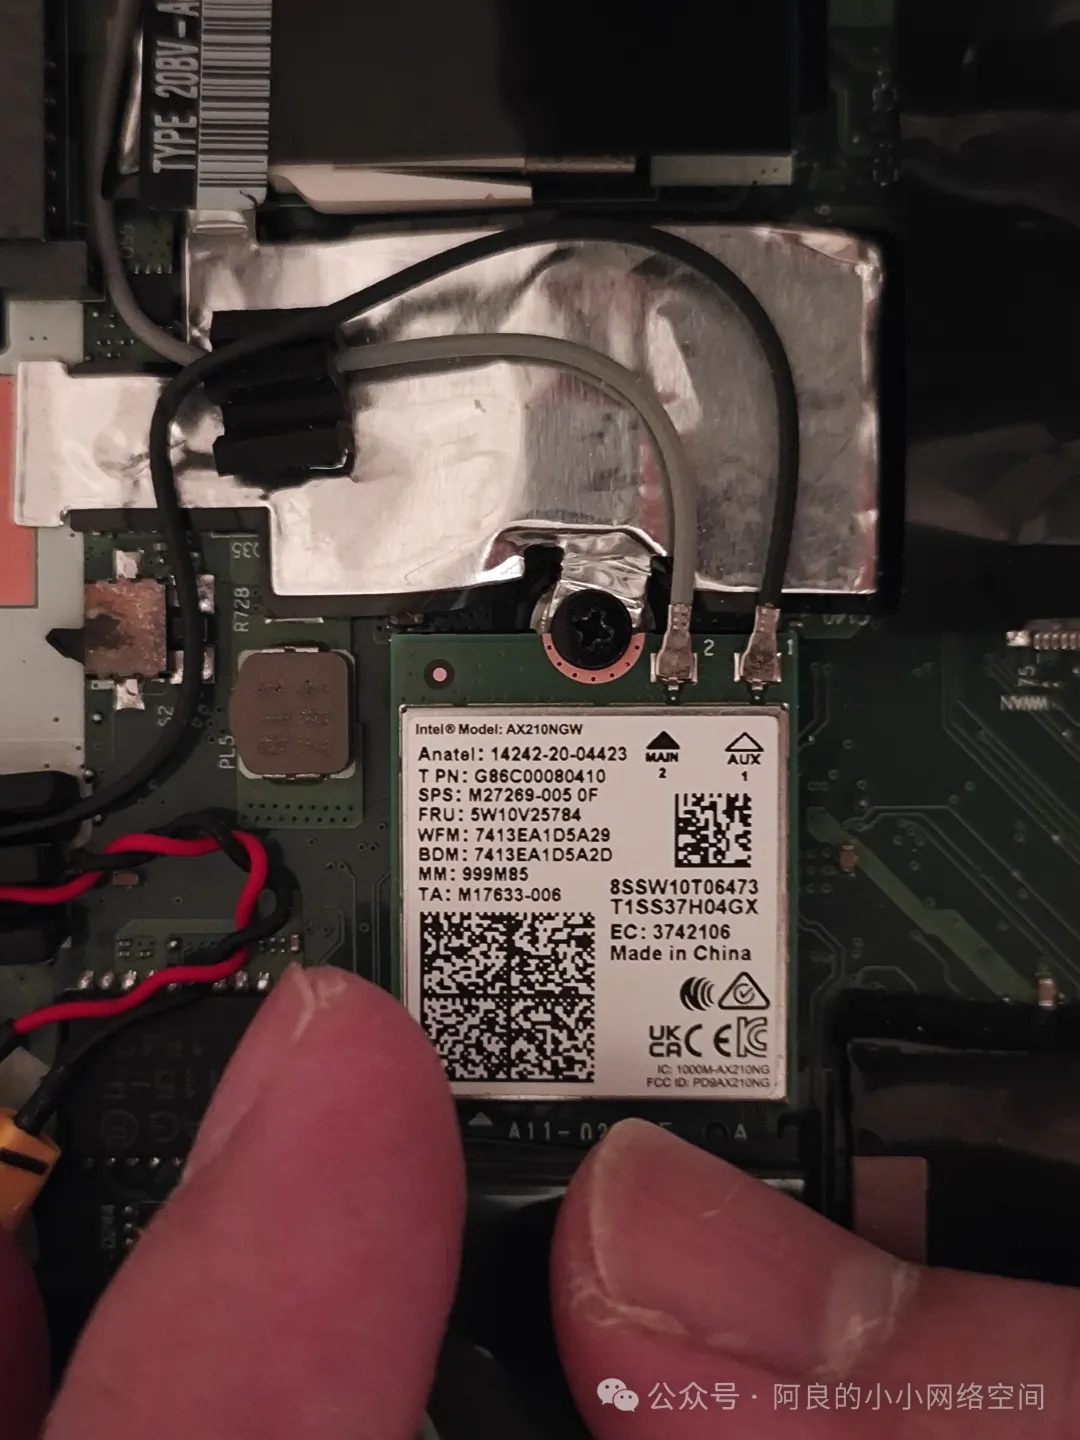 TYPE 20BV-A
R728
S2
PL5
2
1
Intel® Model: AX210NGW
Anatel: 14242-20-04423
T PN: G86C00080410
SPS: M27269-005 0F
FRU: 5W10V25784
WFM: 7413EA1D5A29
BDM: 7413EA1D5A2D
MM: 999M85
TA: M17633-006
MAIN
2
AUX
1
8SSW10T06473
T1SS37H04GX
EC: 3742106
Made in China
UK
CA CE
IC: 1000M-AX210NG
FCC ID: PD9AX210NG
WAN
公众号 · 阿良的小小网络空间